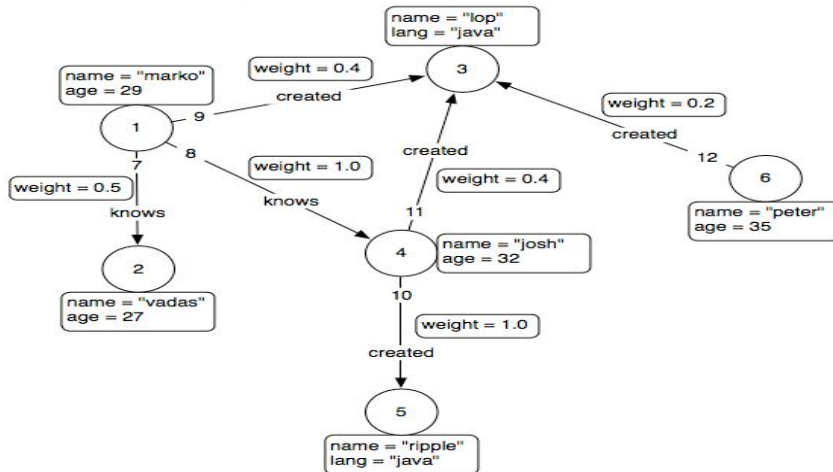 name = "lop"
lang = "java"
3
weight = 0.4
created
name = "marko"
age = 29
1
9
7
8
weight = 0.5
knows
weight = 1.0
knows
created
weight = 0.4
11
weight = 0.2
created
12
6
name = "peter"
age = 35
2
name = "vadas"
age = 27
4
name = "josh"
age = 32
10
weight = 1.0
created
5
name = "ripple"
lang = "java"